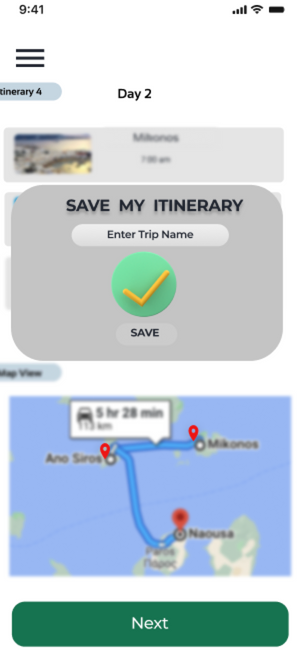 9:41
tinerary 4
Day 2
Mikonos
7:00 am
SAVE MY ITINERARY
Enter Trip Name
SAVE
Map View
5 hr 28 min
113 km
Ano Siros
Mikonos
Naousa
Paros
Πάρος
Next